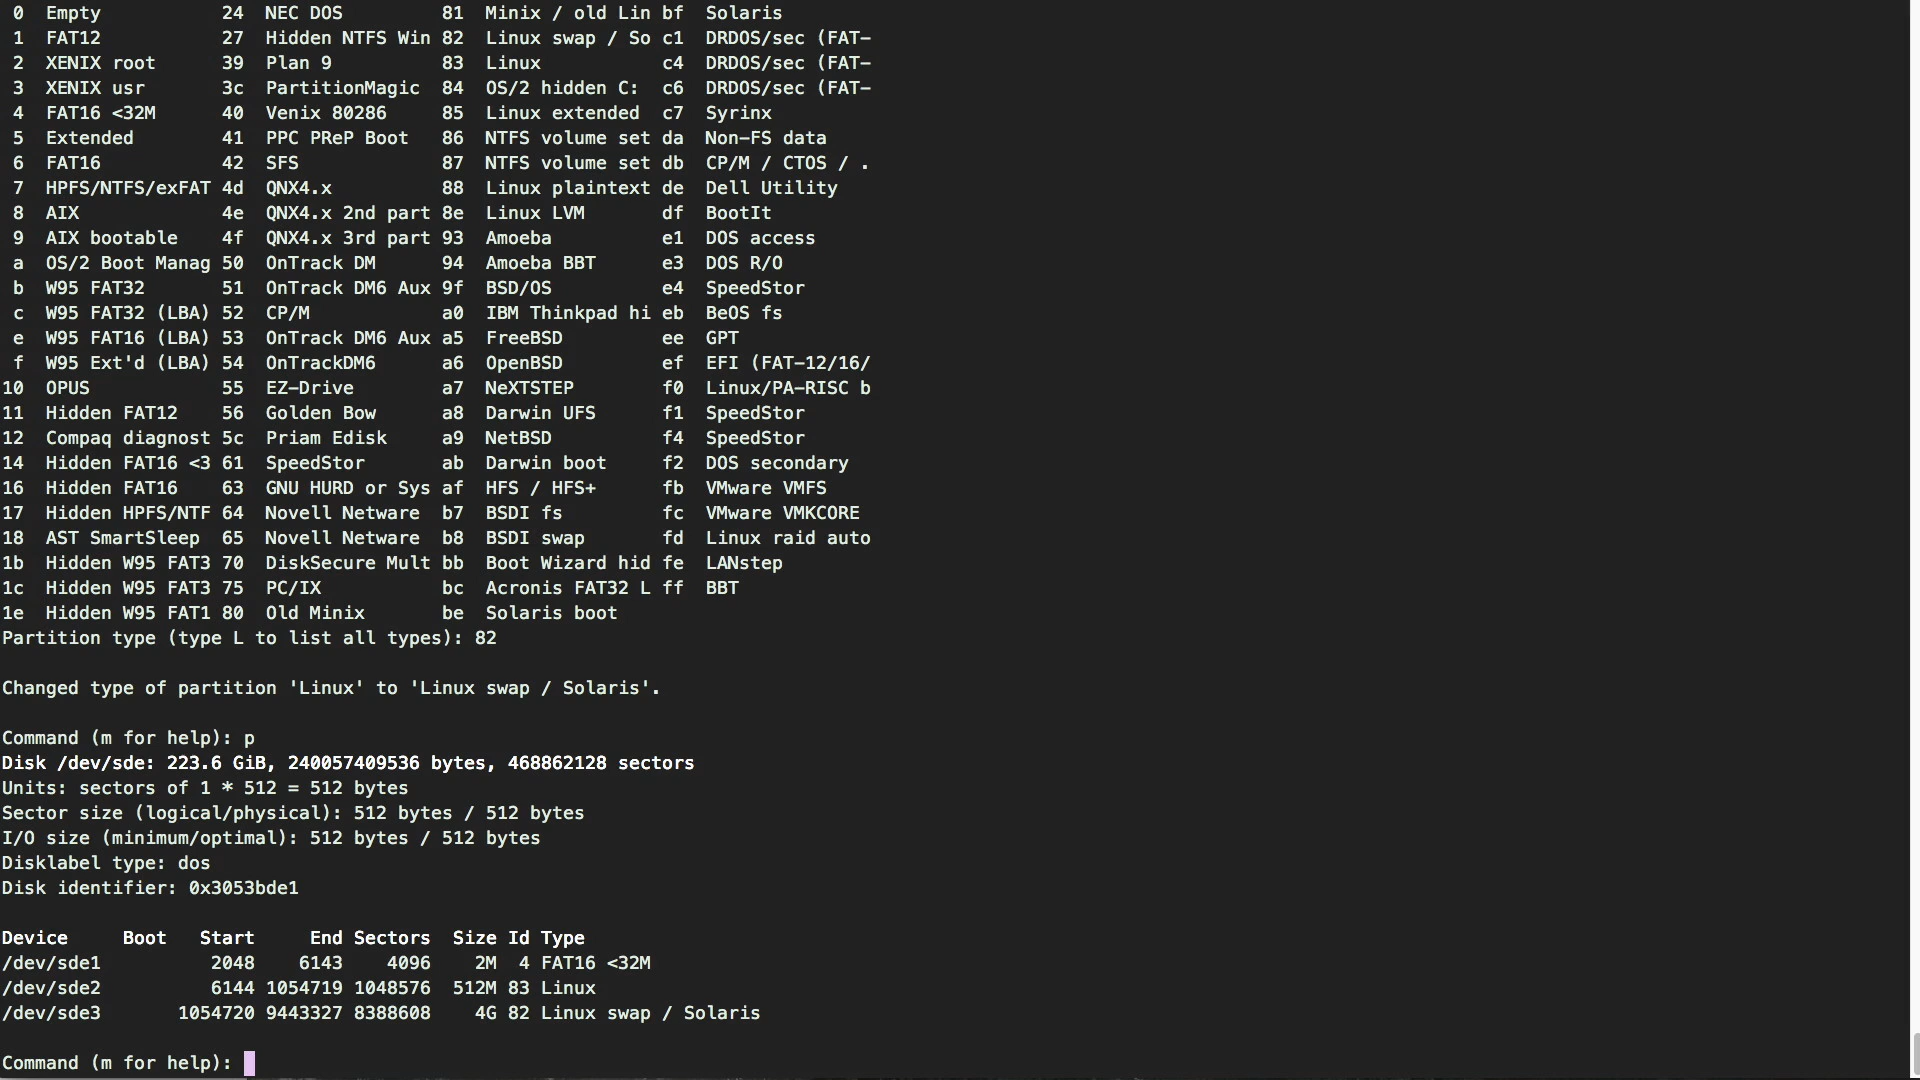 0  Empty           24  NEC DOS         81  Minix / old Lin bf  Solaris
 1  FAT12           27  Hidden NTFS Win 82  Linux swap / So c1  DRDOS/sec (FAT-
 2  XENIX root      39  Plan 9          83  Linux           c4  DRDOS/sec (FAT-
 3  XENIX usr       3c  PartitionMagic  84  OS/2 hidden C:  c6  DRDOS/sec (FAT-
 4  FAT16 <32M      40  Venix 80286     85  Linux extended  c7  Syrinx
 5  Extended        41  PPC PReP Boot   86  NTFS volume set da  Non-FS data
 6  FAT16           42  SFS             87  NTFS volume set db  CP/M / CTOS / .
 7  HPFS/NTFS/exFAT 4d  QNX4.x          88  Linux plaintext de  Dell Utility
 8  AIX             4e  QNX4.x 2nd part 8e  Linux LVM       df  BootIt
 9  AIX bootable    4f  QNX4.x 3rd part 93  Amoeba          e1  DOS access
 a  OS/2 Boot Manag 50  OnTrack DM      94  Amoeba BBT      e3  DOS R/O
 b  W95 FAT32       51  OnTrack DM6 Aux 9f  BSD/OS          e4  SpeedStor
 c  W95 FAT32 (LBA) 52  CP/M            a0  IBM Thinkpad hi eb  BeOS fs
 e  W95 FAT16 (LBA) 53  OnTrack DM6 Aux a5  FreeBSD         ee  GPT
 f  W95 Ext'd (LBA) 54  OnTrackDM6      a6  OpenBSD         ef  EFI (FAT-12/16/
10  OPUS            55  EZ-Drive        a7  NeXTSTEP        f0  Linux/PA-RISC b
11  Hidden FAT12    56  Golden Bow      a8  Darwin UFS      f1  SpeedStor
12  Compaq diagnost 5c  Priam Edisk     a9  NetBSD          f4  SpeedStor
14  Hidden FAT16 <3 61  SpeedStor       ab  Darwin boot     f2  DOS secondary
16  Hidden FAT16    63  GNU HURD or Sys af  HFS / HFS+      fb  VMware VMFS
17  Hidden HPFS/NTF 64  Novell Netware  b7  BSDI fs         fc  VMware VMKCORE
18  AST SmartSleep  65  Novell Netware  b8  BSDI swap       fd  Linux raid auto
1b  Hidden W95 FAT3 70  DiskSecure Mult bb  Boot Wizard hid fe  LANstep
1c  Hidden W95 FAT3 75  PC/IX           bc  Acronis FAT32 L ff  BBT
1e  Hidden W95 FAT1 80  Old Minix       be  Solaris boot
Partition type (type L to list all types): 82
Changed type of partition 'Linux' to 'Linux swap / Solaris'.
Command (m for help): p
Disk /dev/sde: 223.6 GiB, 240057409536 bytes, 468862128 sectors
Units: sectors of 1 * 512 = 512 bytes
Sector size (logical/physical): 512 bytes / 512 bytes
I/O size (minimum/optimal): 512 bytes / 512 bytes
Disklabel type: dos
Disk identifier: 0x3053bde1
Device     Boot   Start     End Sectors  Size Id Type
/dev/sde1          2048    6143    4096    2M  4 FAT16 <32M
/dev/sde2          6144 1054719 1048576  512M 83 Linux
/dev/sde3       1054720 9443327 8388608    4G 82 Linux swap / Solaris
Command (m for help):